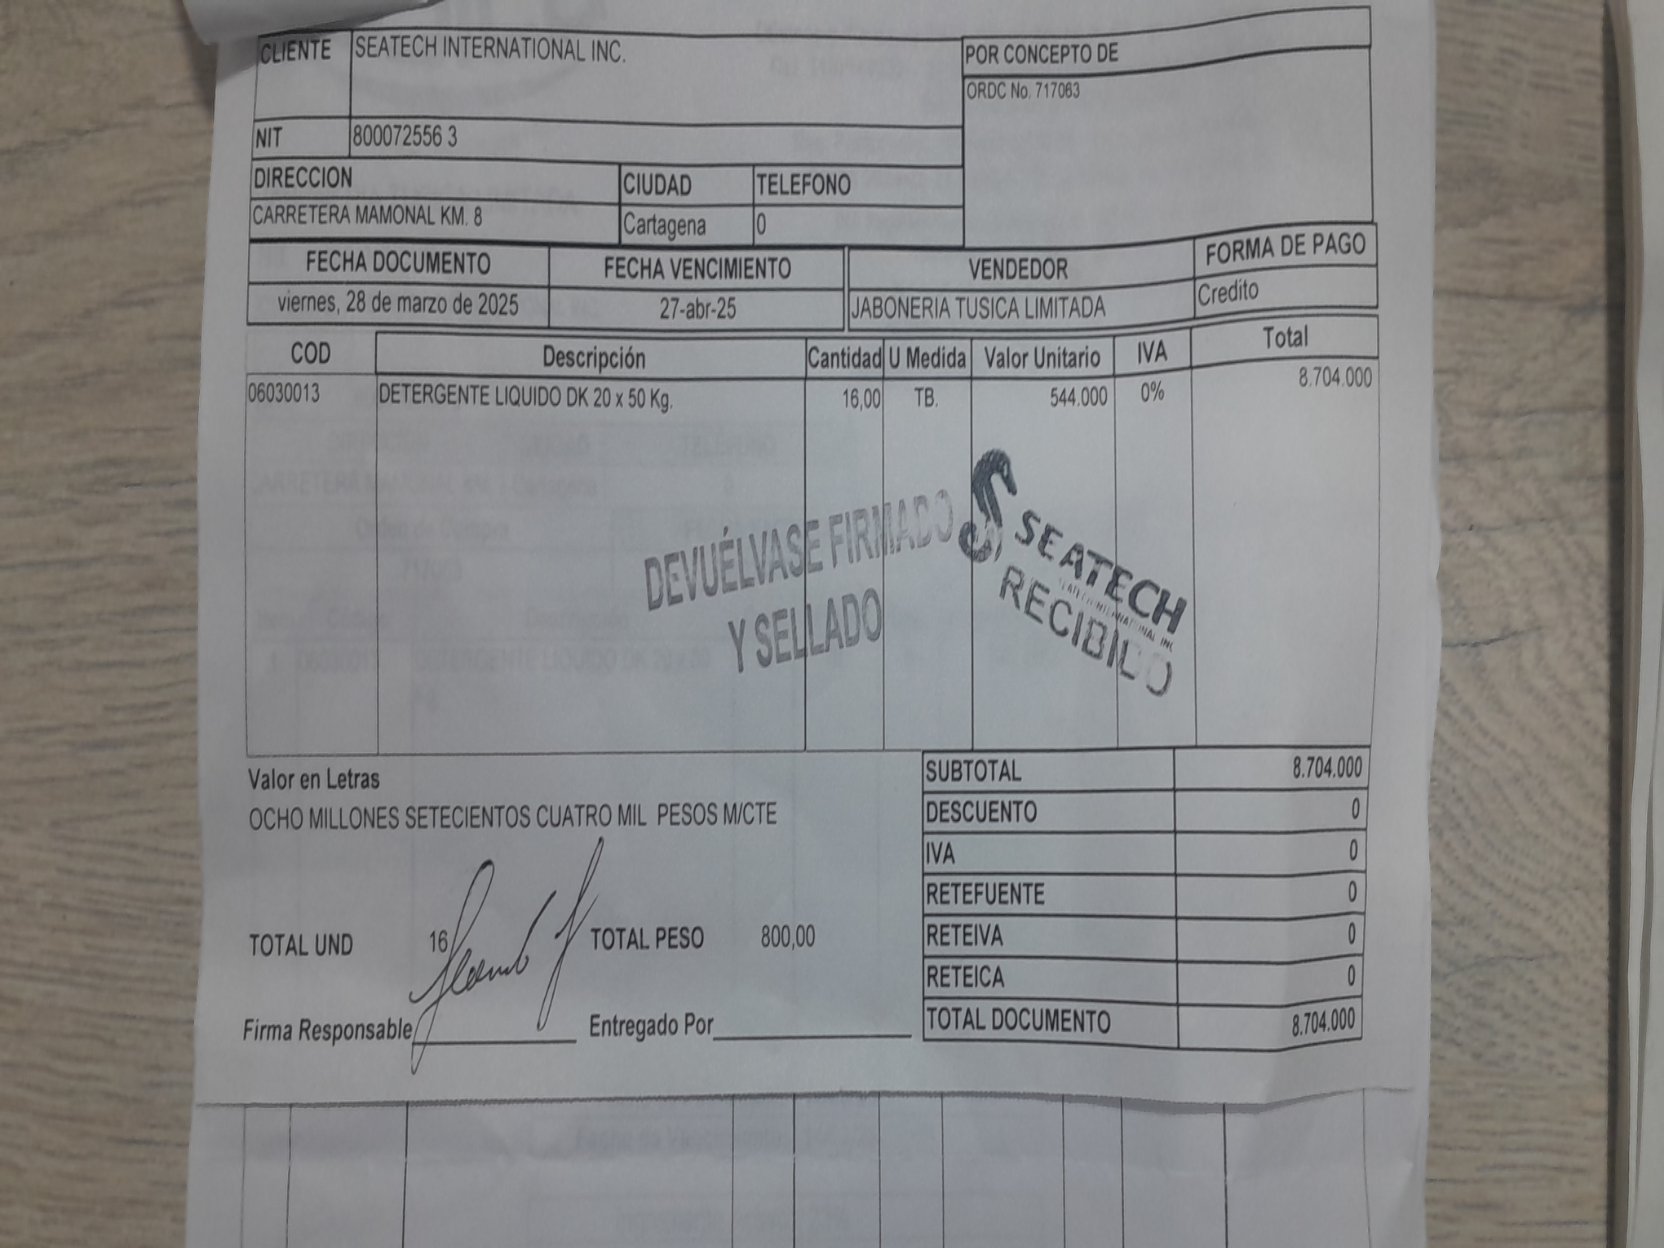 CLIENTE SEATECH INTERNATIONAL INC.
POR CONCEPTO DE
ORDC No. 717063
NIT 800072556 3
DIRECCION CIUDAD TELEFONO
CARRETERA MAMONAL KM. 8 Cartagena 0
FECHA DOCUMENTO FECHA VENCIMIENTO VENDEDOR FORMA DE PAGO
viernes, 28 de marzo de 2025 27-abr-25 JABONERIA TUSICA LIMITADA Credito
COD Descripción Cantidad U Medida Valor Unitario IVA Total
06030013 DETERGENTE LIQUIDO DK 20 x 50 Kg. 16,00 TB. 544.000 0% 8.704.000
DEVUÉLVASE FIRMADO
Y SELLADO
SEATECH
RECIBIDO
Valor en Letras
OCHO MILLONES SETECIENTOS CUATRO MIL PESOS M/CTE
SUBTOTAL 8.704.000
DESCUENTO 0
IVA 0
RETEFUENTE 0
RETEIVA 0
RETEICA 0
TOTAL DOCUMENTO 8.704.000
TOTAL UND 16 TOTAL PESO 800,00
Firma Responsable Entregado Por